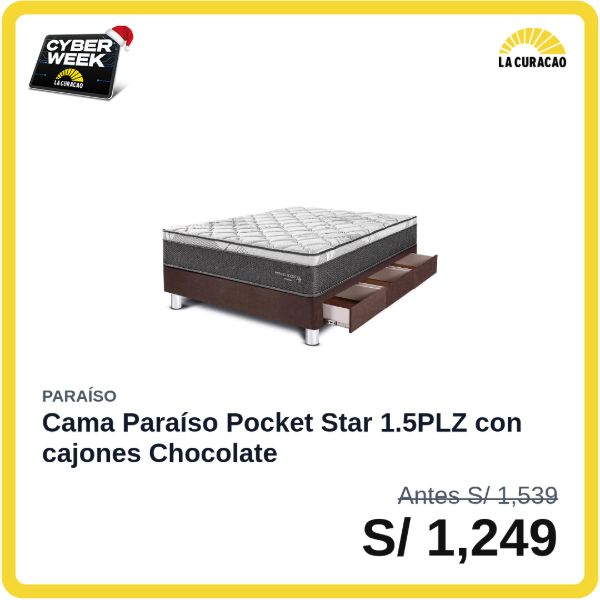 CYBER
WEEK
LA CURACAO
LA CURACAO
PARAÍSO
Cama Paraíso Pocket Star 1.5PLZ con
cajones Chocolate
Antes S/ 1,539
S/ 1,249